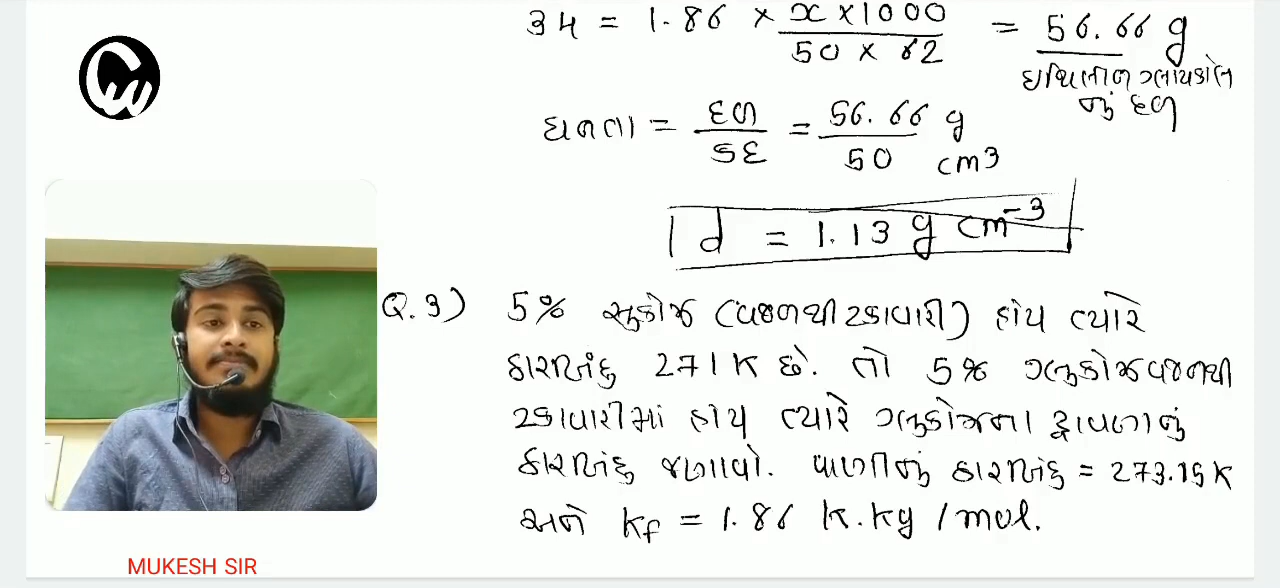 34 = 1.86 × x × 1000 / 50 × 62 = 56.66 g
ઇથિલીન ગ્લાયકોલ
નું દળ
ઘનતા = દળ / કદ = 56.66 g / 50 cm3
d = 1.13 g cm⁻³
Q.3) 5% સુક્રોઝ (વજનથી ટકાવારી) હોય ત્યારે
ઠારબિંદુ 271 K છે. તો 5% ગ્લુકોઝ વજનથી
ટકાવારીમાં હોય ત્યારે ગ્લુકોઝના દ્રાવણનું
ઠારબિંદુ જણાવો. પાણીનું ઠારબિંદુ = 273.15 K
અને Kf = 1.86 K.kg/mol.
MUKESH SIR